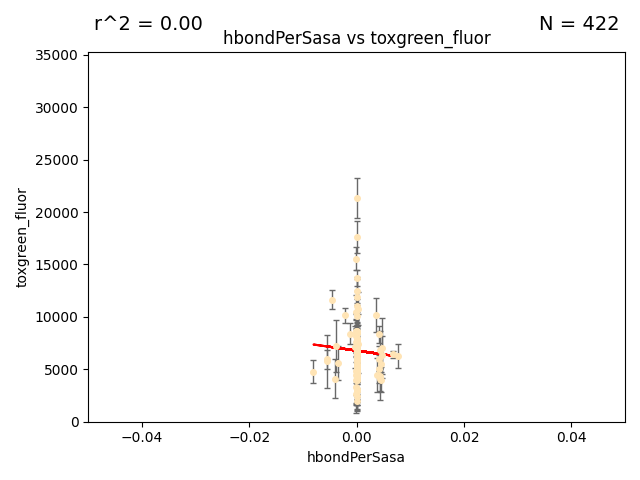 r^2 = 0.00
N = 422
hbondPerSasa vs toxgreen_fluor
35000
30000
25000
20000
15000
10000
5000
0
toxgreen_fluor
−0.04
−0.02
0.00
0.02
0.04
hbondPerSasa